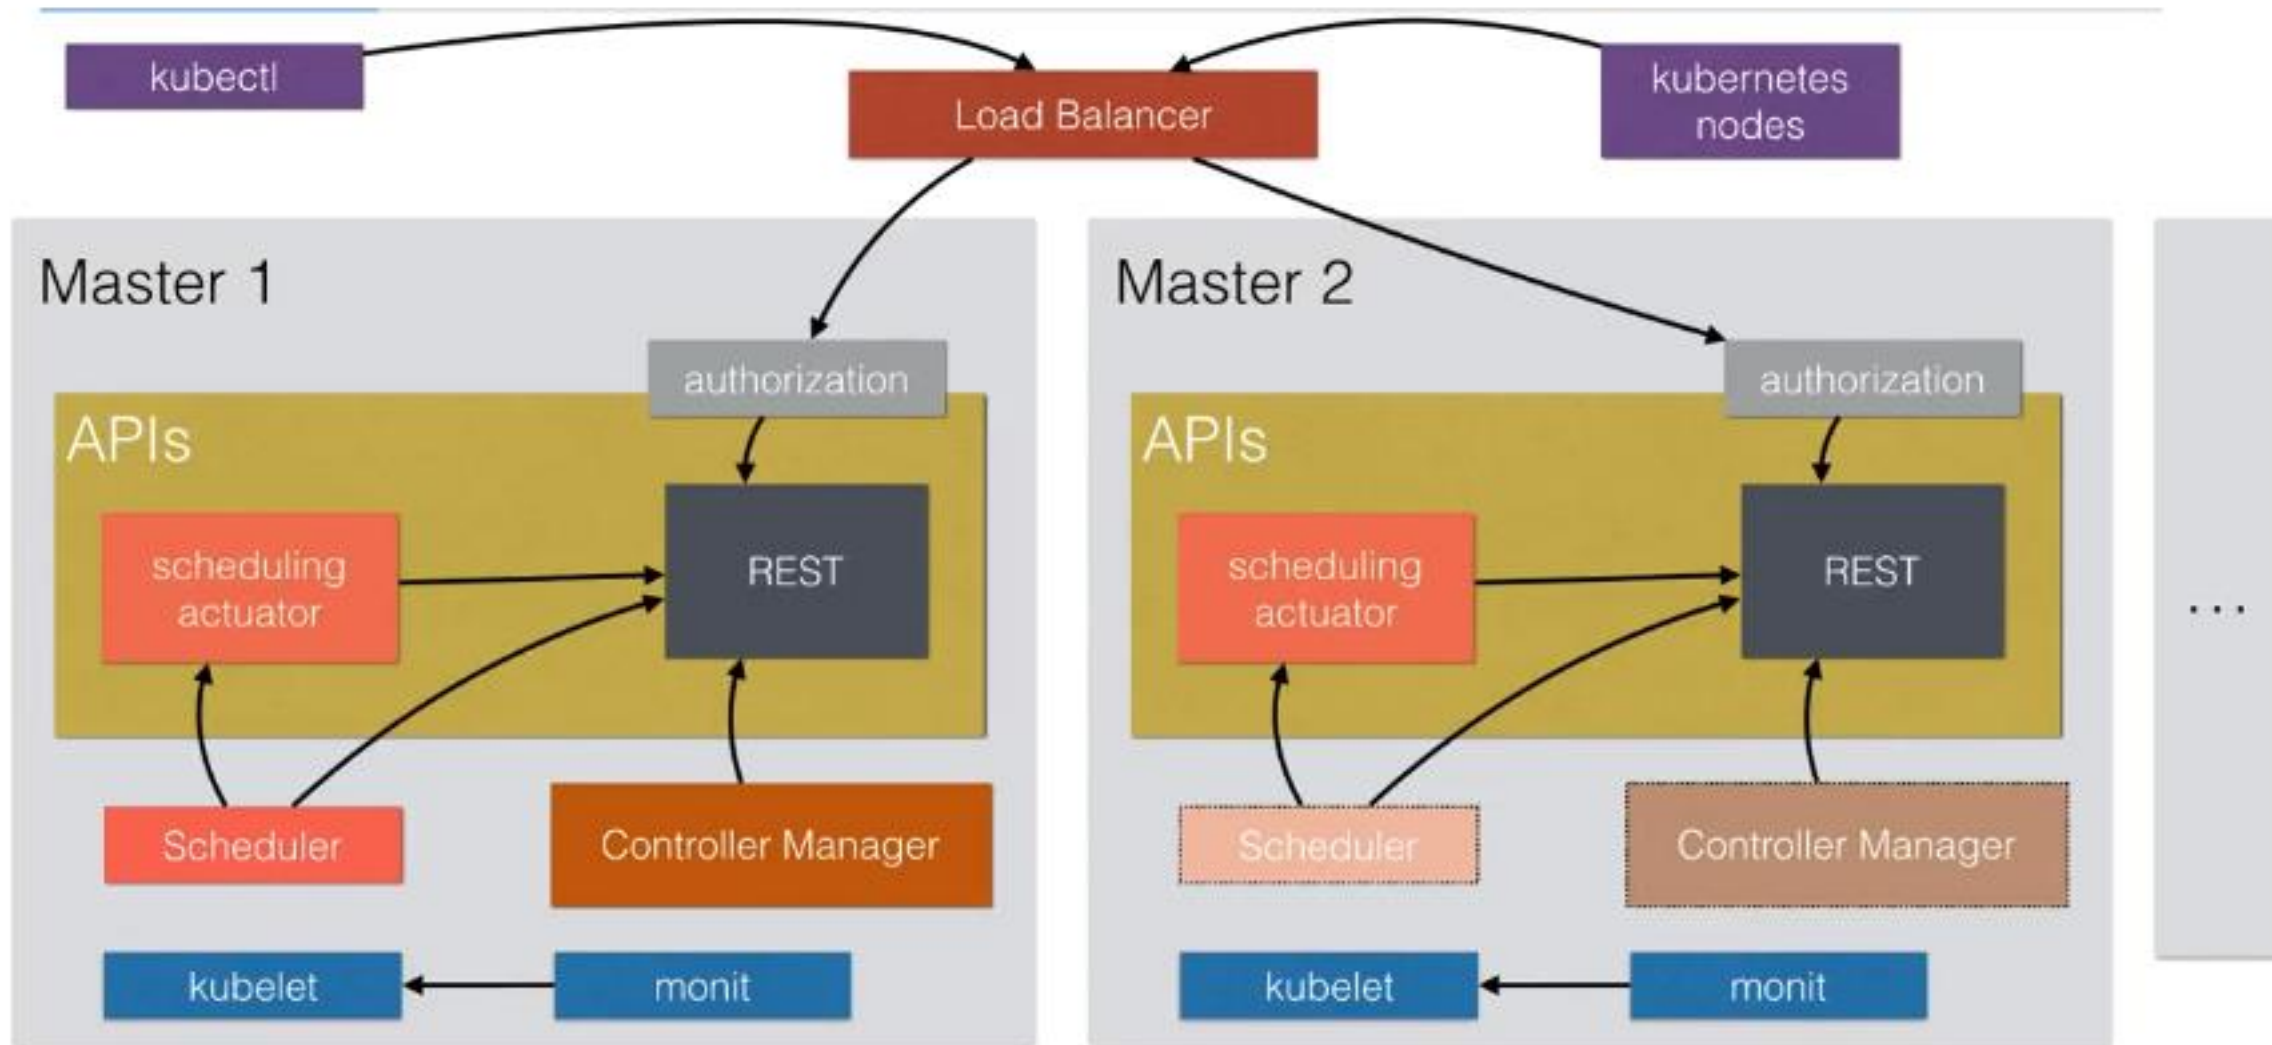 kubectl
Load Balancer
kubernetes
nodes
Master 1
authorization
APIs
scheduling
actuator
REST
Scheduler
Controller Manager
kubelet
monit
Master 2
authorization
APIs
scheduling
actuator
REST
Scheduler
Controller Manager
kubelet
monit
...